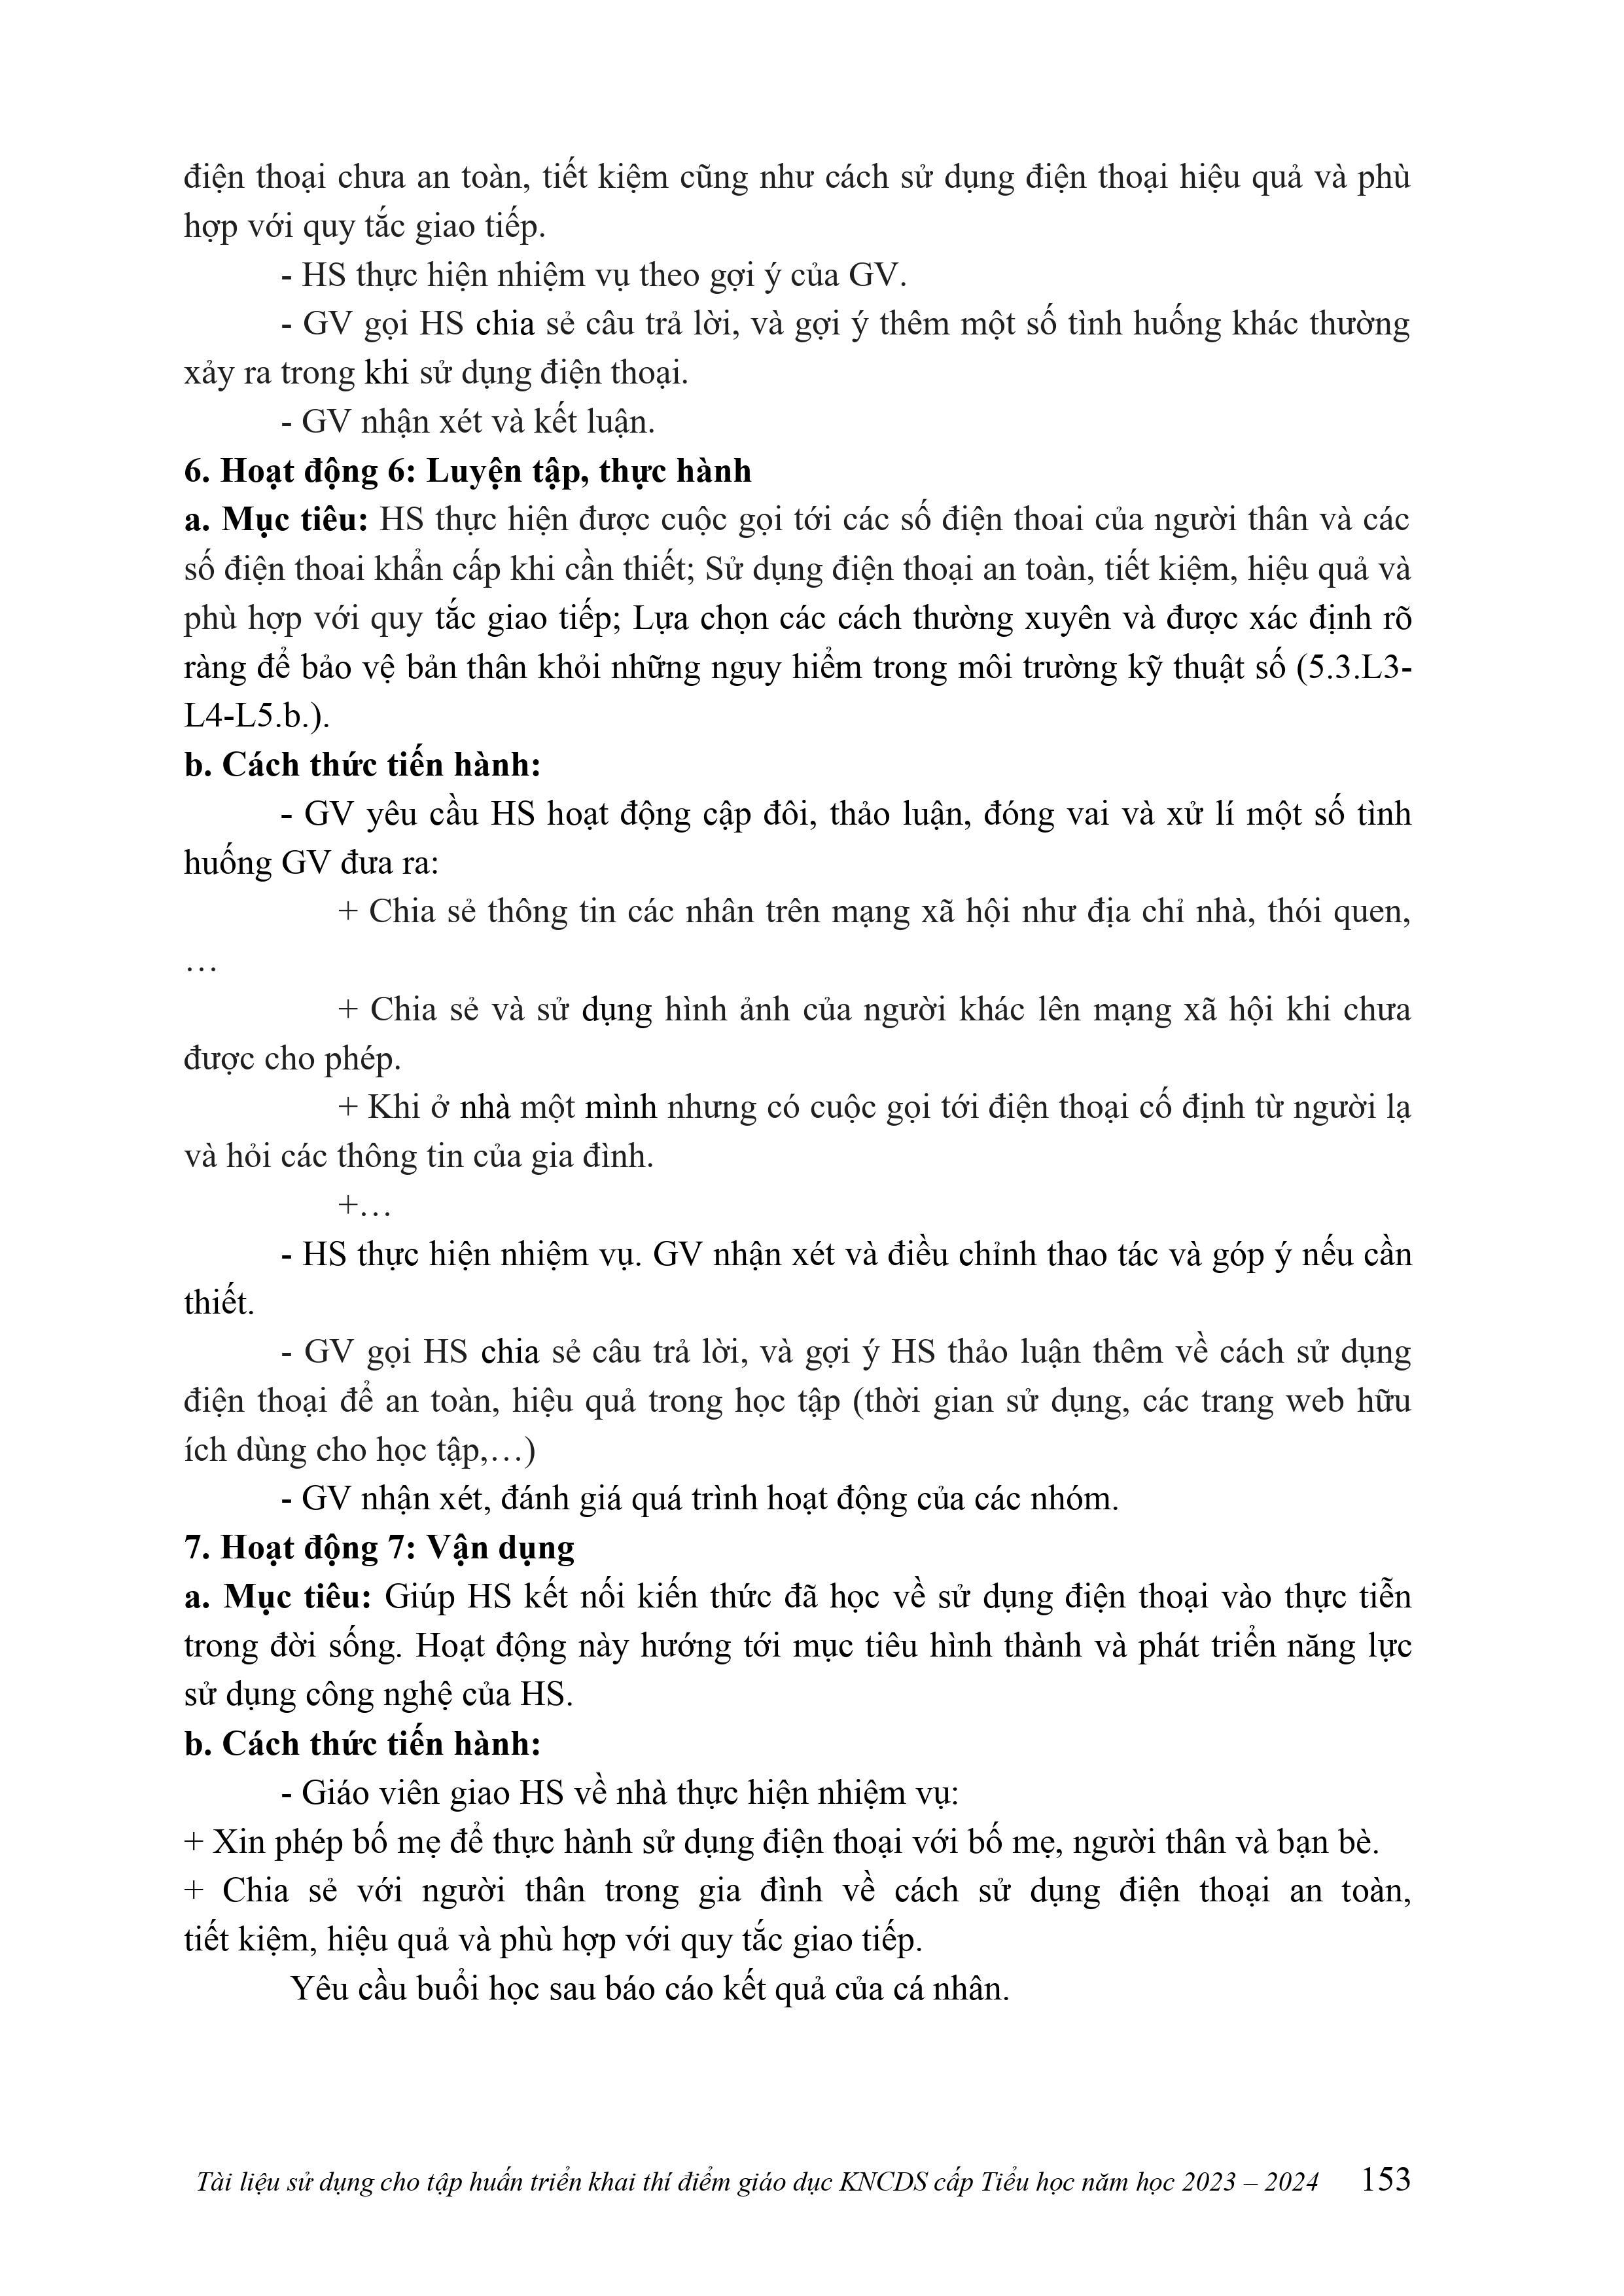 điện thoại chưa an toàn, tiết kiệm cũng như cách sử dụng điện thoại hiệu quả và phù
hợp với quy tắc giao tiếp.
- HS thực hiện nhiệm vụ theo gợi ý của GV.
- GV gọi HS chia sẻ câu trả lời, và gợi ý thêm một số tình huống khác thường
xảy ra trong khi sử dụng điện thoại.
- GV nhận xét và kết luận.
6. Hoạt động 6: Luyện tập, thực hành
a. Mục tiêu: HS thực hiện được cuộc gọi tới các số điện thoai của người thân và các
số điện thoai khẩn cấp khi cần thiết; Sử dụng điện thoại an toàn, tiết kiệm, hiệu quả và
phù hợp với quy tắc giao tiếp; Lựa chọn các cách thường xuyên và được xác định rõ
ràng để bảo vệ bản thân khỏi những nguy hiểm trong môi trường kỹ thuật số (5.3.L3-
L4-L5.b.).
b. Cách thức tiến hành:
- GV yêu cầu HS hoạt động cập đôi, thảo luận, đóng vai và xử lí một số tình
huống GV đưa ra:
+ Chia sẻ thông tin các nhân trên mạng xã hội như địa chỉ nhà, thói quen,
…
+ Chia sẻ và sử dụng hình ảnh của người khác lên mạng xã hội khi chưa
được cho phép.
+ Khi ở nhà một mình nhưng có cuộc gọi tới điện thoại cố định từ người lạ
và hỏi các thông tin của gia đình.
+…
- HS thực hiện nhiệm vụ. GV nhận xét và điều chỉnh thao tác và góp ý nếu cần
thiết.
- GV gọi HS chia sẻ câu trả lời, và gợi ý HS thảo luận thêm về cách sử dụng
điện thoại để an toàn, hiệu quả trong học tập (thời gian sử dụng, các trang web hữu
ích dùng cho học tập,…)
- GV nhận xét, đánh giá quá trình hoạt động của các nhóm.
7. Hoạt động 7: Vận dụng
a. Mục tiêu: Giúp HS kết nối kiến thức đã học về sử dụng điện thoại vào thực tiễn
trong đời sống. Hoạt động này hướng tới mục tiêu hình thành và phát triển năng lực
sử dụng công nghệ của HS.
b. Cách thức tiến hành:
- Giáo viên giao HS về nhà thực hiện nhiệm vụ:
+ Xin phép bố mẹ để thực hành sử dụng điện thoại với bố mẹ, người thân và bạn bè.
+ Chia sẻ với người thân trong gia đình về cách sử dụng điện thoại an toàn,
tiết kiệm, hiệu quả và phù hợp với quy tắc giao tiếp.
Yêu cầu buổi học sau báo cáo kết quả của cá nhân.
Tài liệu sử dụng cho tập huấn triển khai thí điểm giáo dục KNCDS cấp Tiểu học năm học 2023 – 2024 153